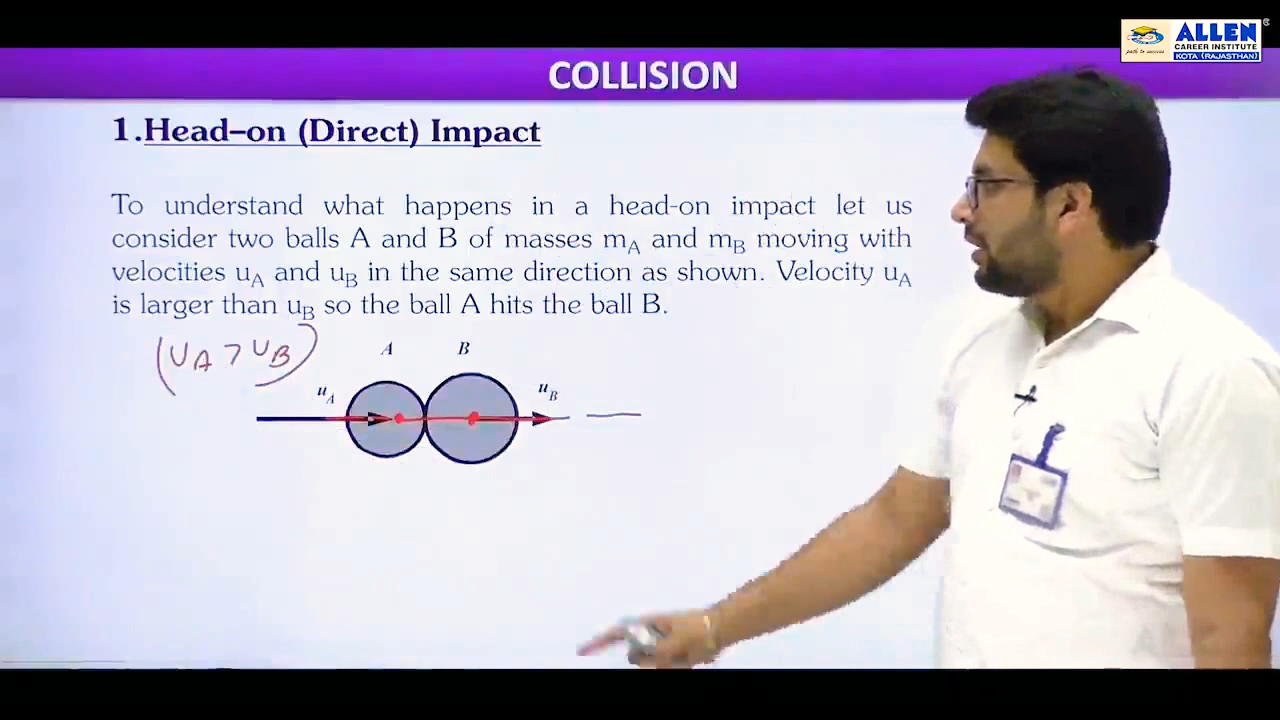 ALLEN
CAREER INSTITUTE
path to success
KOTA (RAJASTHAN)
COLLISION
1.Head–on (Direct) Impact
To understand what happens in a head-on impact let us
consider two balls A and B of masses mA and mB moving with
velocities uA and uB in the same direction as shown. Velocity uA
is larger than uB so the ball A hits the ball B.
(UA > UB)
A B
uA uB